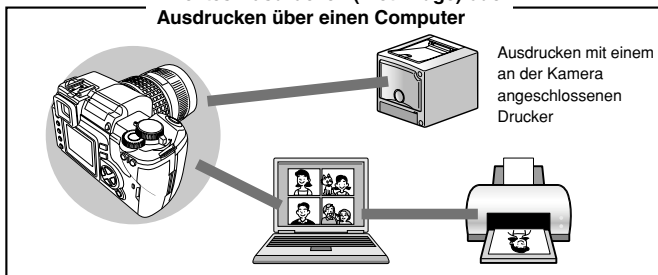 Ausdrucken über einen Computer
Ausdrucken mit einem
an der Kamera
angeschlossenen
Drucker